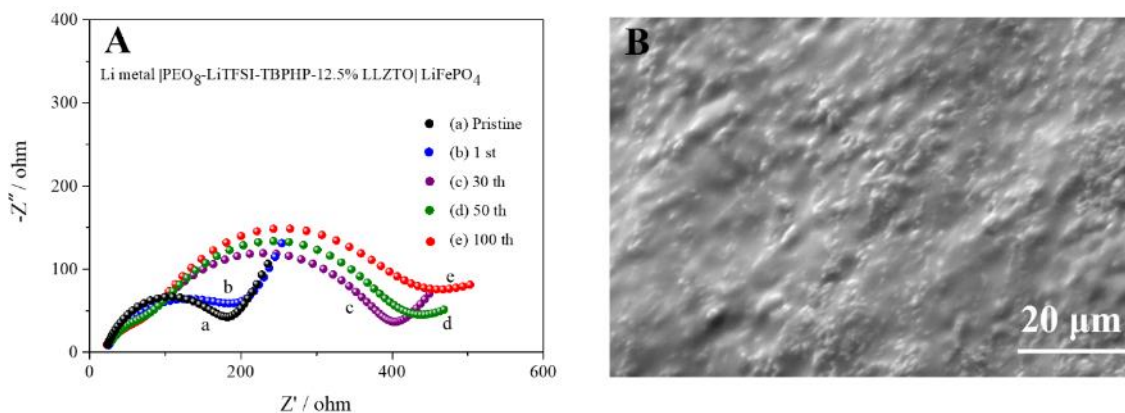 A
Li metal |PEO₈-LiTFSI-TBPHP-12.5% LLZTO| LiFePO₄
400
300
200
100
0
-Z″ / ohm
(a) Pristine
(b) 1 st
(c) 30 th
(d) 50 th
(e) 100 th
a
b
c
d
e
0
200
400
600
Z' / ohm
B
20 μm